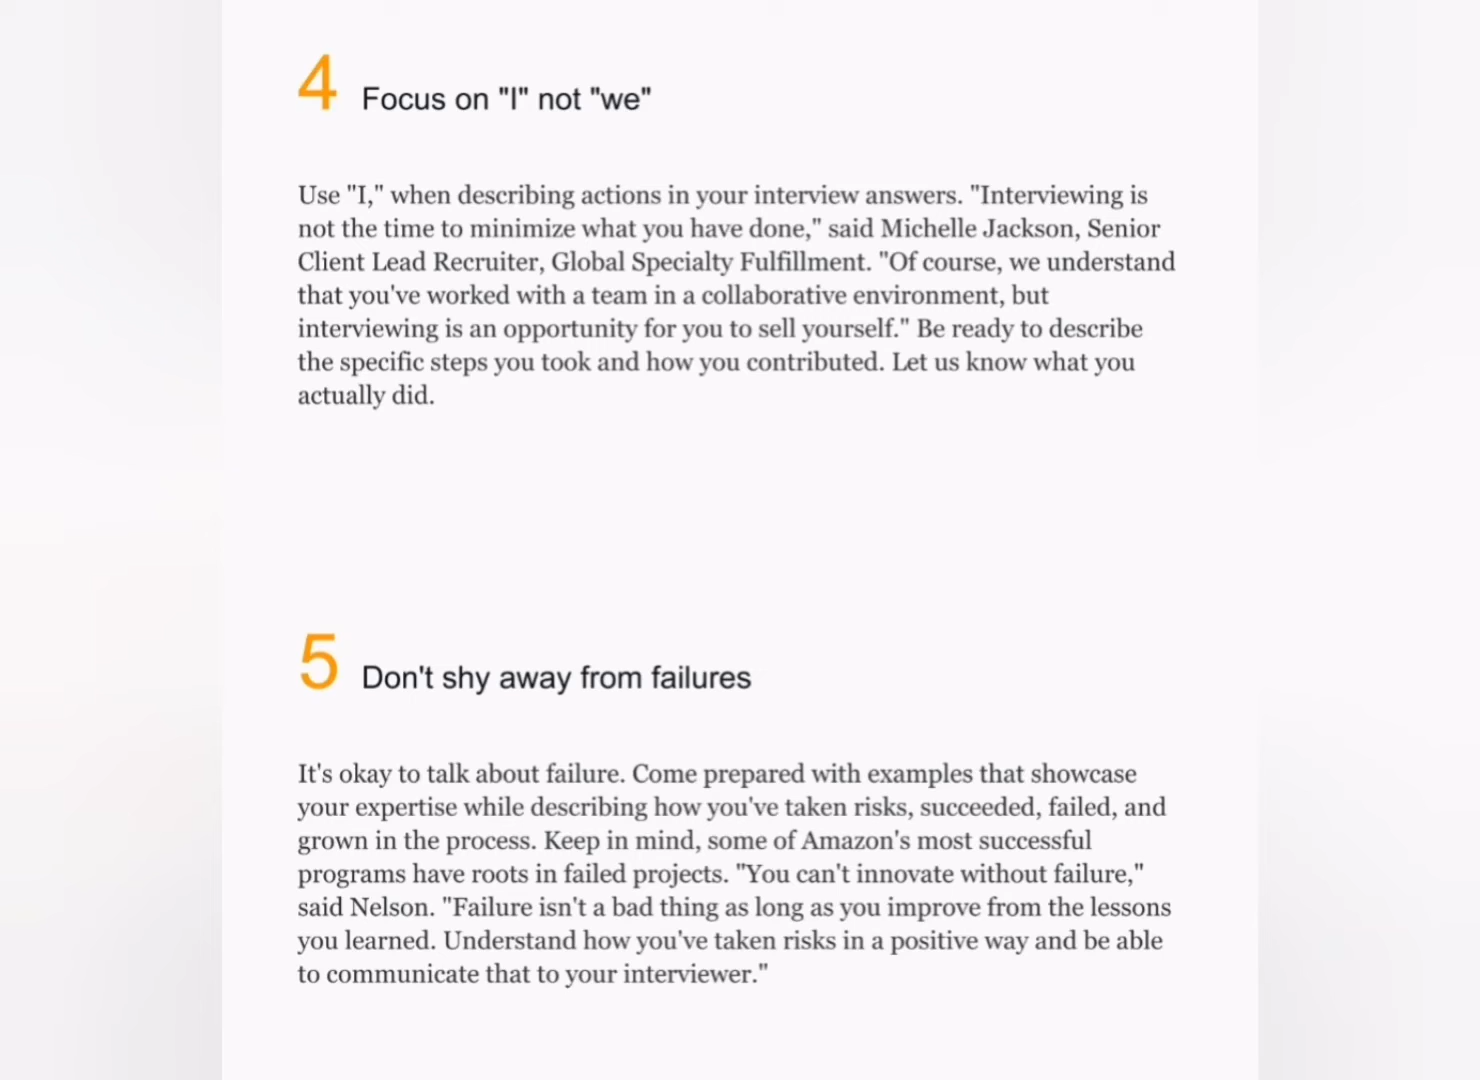 4 Focus on "I" not "we"
Use "I," when describing actions in your interview answers. "Interviewing is
not the time to minimize what you have done," said Michelle Jackson, Senior
Client Lead Recruiter, Global Specialty Fulfillment. "Of course, we understand
that you've worked with a team in a collaborative environment, but
interviewing is an opportunity for you to sell yourself." Be ready to describe
the specific steps you took and how you contributed. Let us know what you
actually did.
5 Don't shy away from failures
It's okay to talk about failure. Come prepared with examples that showcase
your expertise while describing how you've taken risks, succeeded, failed, and
grown in the process. Keep in mind, some of Amazon's most successful
programs have roots in failed projects. "You can't innovate without failure,"
said Nelson. "Failure isn't a bad thing as long as you improve from the lessons
you learned. Understand how you've taken risks in a positive way and be able
to communicate that to your interviewer."